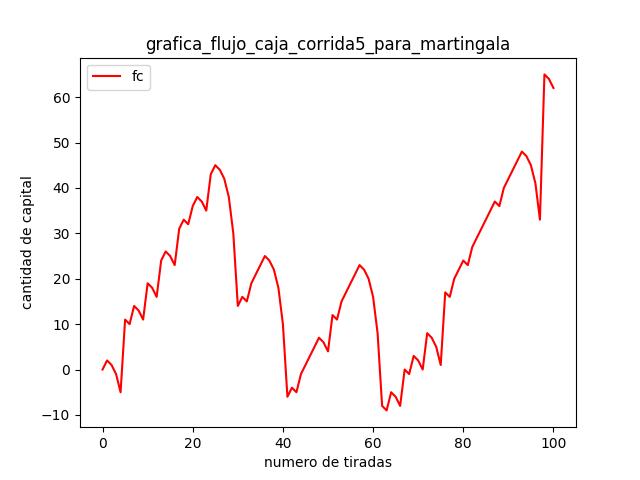 grafica_flujo_caja_corrida5_para_martingala
fc
cantidad de capital
60
50
40
30
20
10
0
−10
0 20 40 60 80 100
numero de tiradas